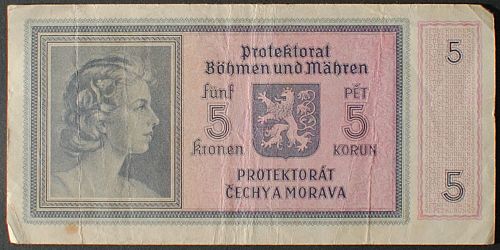 Protektorat
Böhmen und Mähren
fünf PĚT
5 5
kronen KORUN
PROTEKTORÁT
ČECHY A MORAVA
5
5